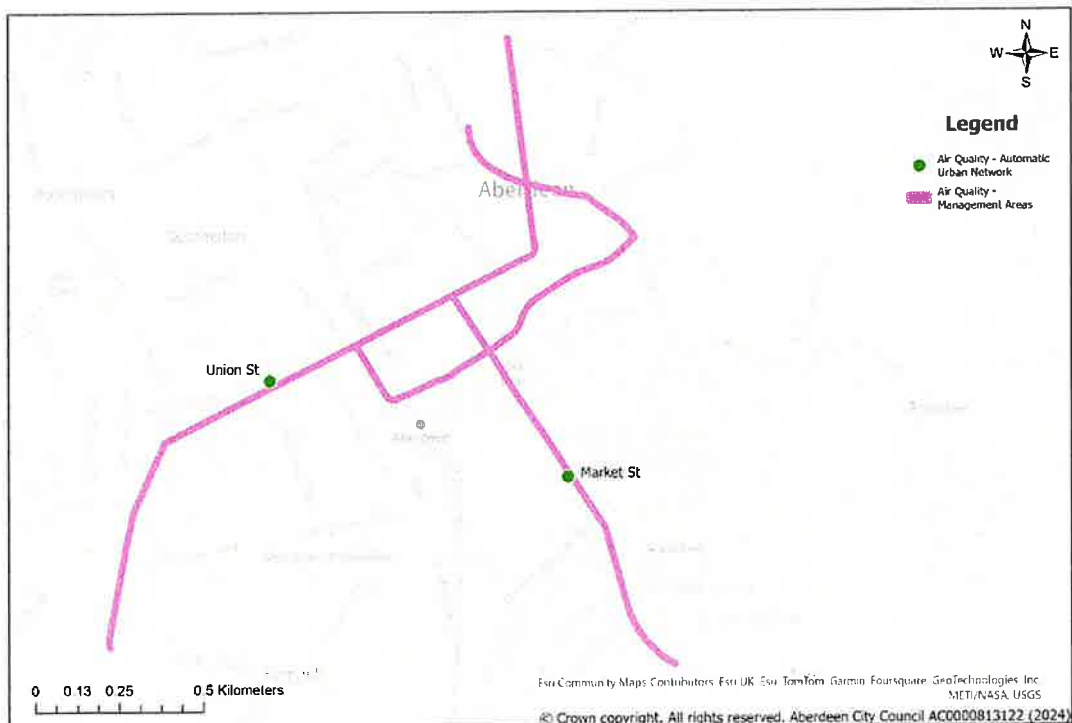 N
W E
S
Legend
Air Quality - Automatic
Urban Network
Air Quality -
Management Areas
Aberdeen
Union St
Market St
0 0.13 0.25 0.5 Kilometers
Esri Community Maps Contributors, Esri UK, Esri, TomTom, Garmin, Foursquare, GeoTechnologies, Inc,
METI/NASA, USGS
© Crown copyright. All rights reserved. Aberdeen City Council AC0000813122 (2024)